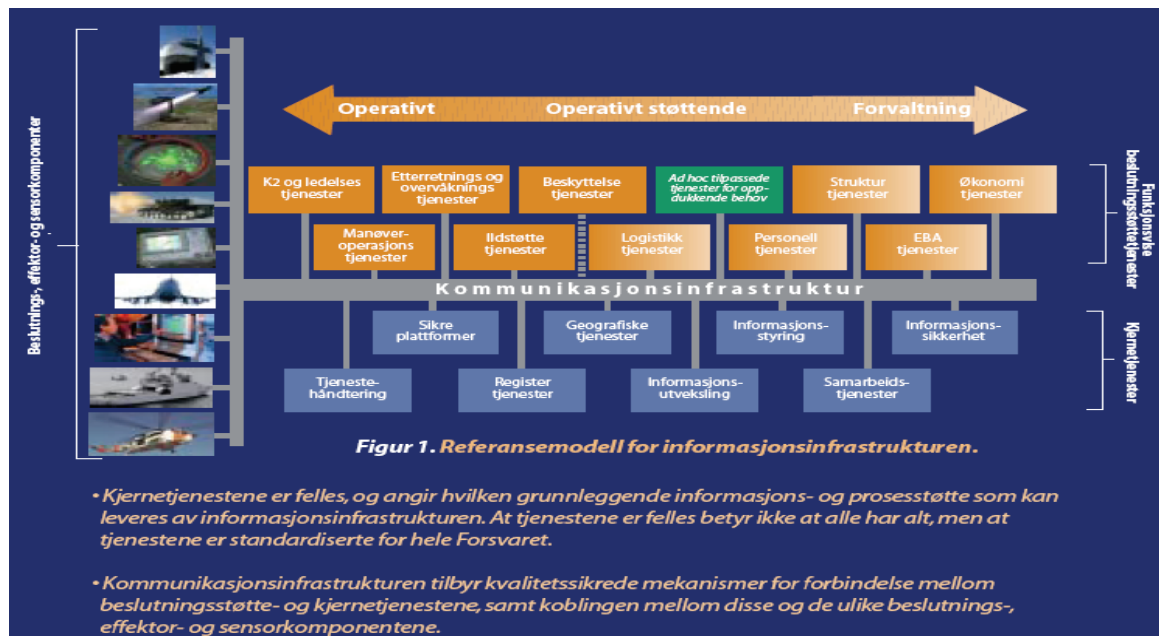 Beslutnings-, effektor- og sensorkomponenter
Operativt
Operativt støttende
Forvaltning
K2 og ledelses
tjenester
Etterretnings og
overvåknings
tjenester
Beskyttelse
tjenester
Ad hoc tilpassede
tjenester for opp-
dukkende behov
Struktur
tjenester
Økonomi
tjenester
Manøver-
operasjons
tjenester
Ildstøtte
tjenester
Logistikk
tjenester
Personell
tjenester
EBA
tjenester
Funksjonsvke
beslutningsstøttetjenester
Kommunikasjonsinfrastruktur
Sikre
plattformer
Geografiske
tjenester
Informasjons-
styring
Informasjons-
sikkerhet
Tjeneste-
håndtering
Register
tjenester
Informasjons-
utveksling
Samarbeids-
tjenester
Kjernetjenester
Figur 1. Referansemodell for informasjonsinfrastrukturen.
• Kjernetjenestene er felles, og angir hvilken grunnleggende informasjons- og prosesstøtte som kan
leveres av informasjonsinfrastrukturen. At tjenestene er felles betyr ikke at alle har alt, men at
tjenestene er standardiserte for hele Forsvaret.
• Kommunikasjonsinfrastrukturen tilbyr kvalitetssikrede mekanismer for forbindelse mellom
beslutningsstøtte- og kjernetjenestene, samt koblingen mellom disse og de ulike beslutnings-,
effektor- og sensorkomponentene.